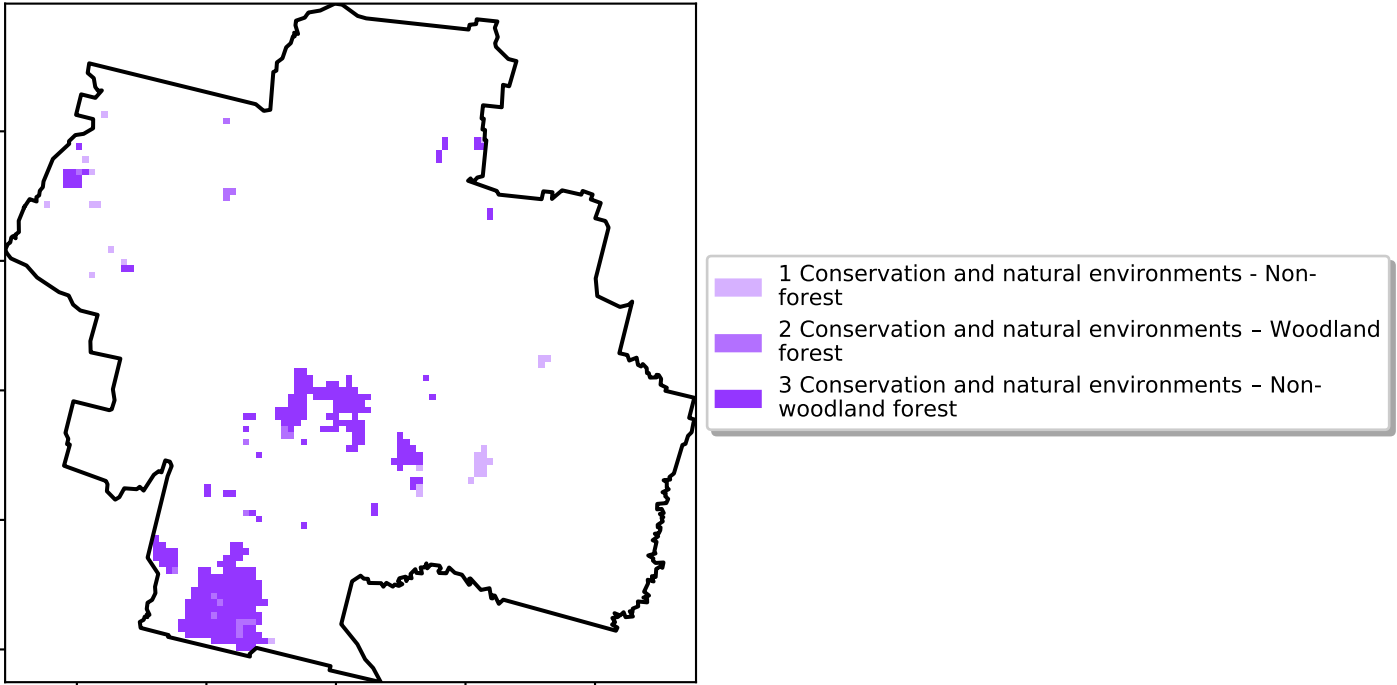 1 Conservation and natural environments - Non-
forest
2 Conservation and natural environments – Woodland
forest
3 Conservation and natural environments – Non-
woodland forest